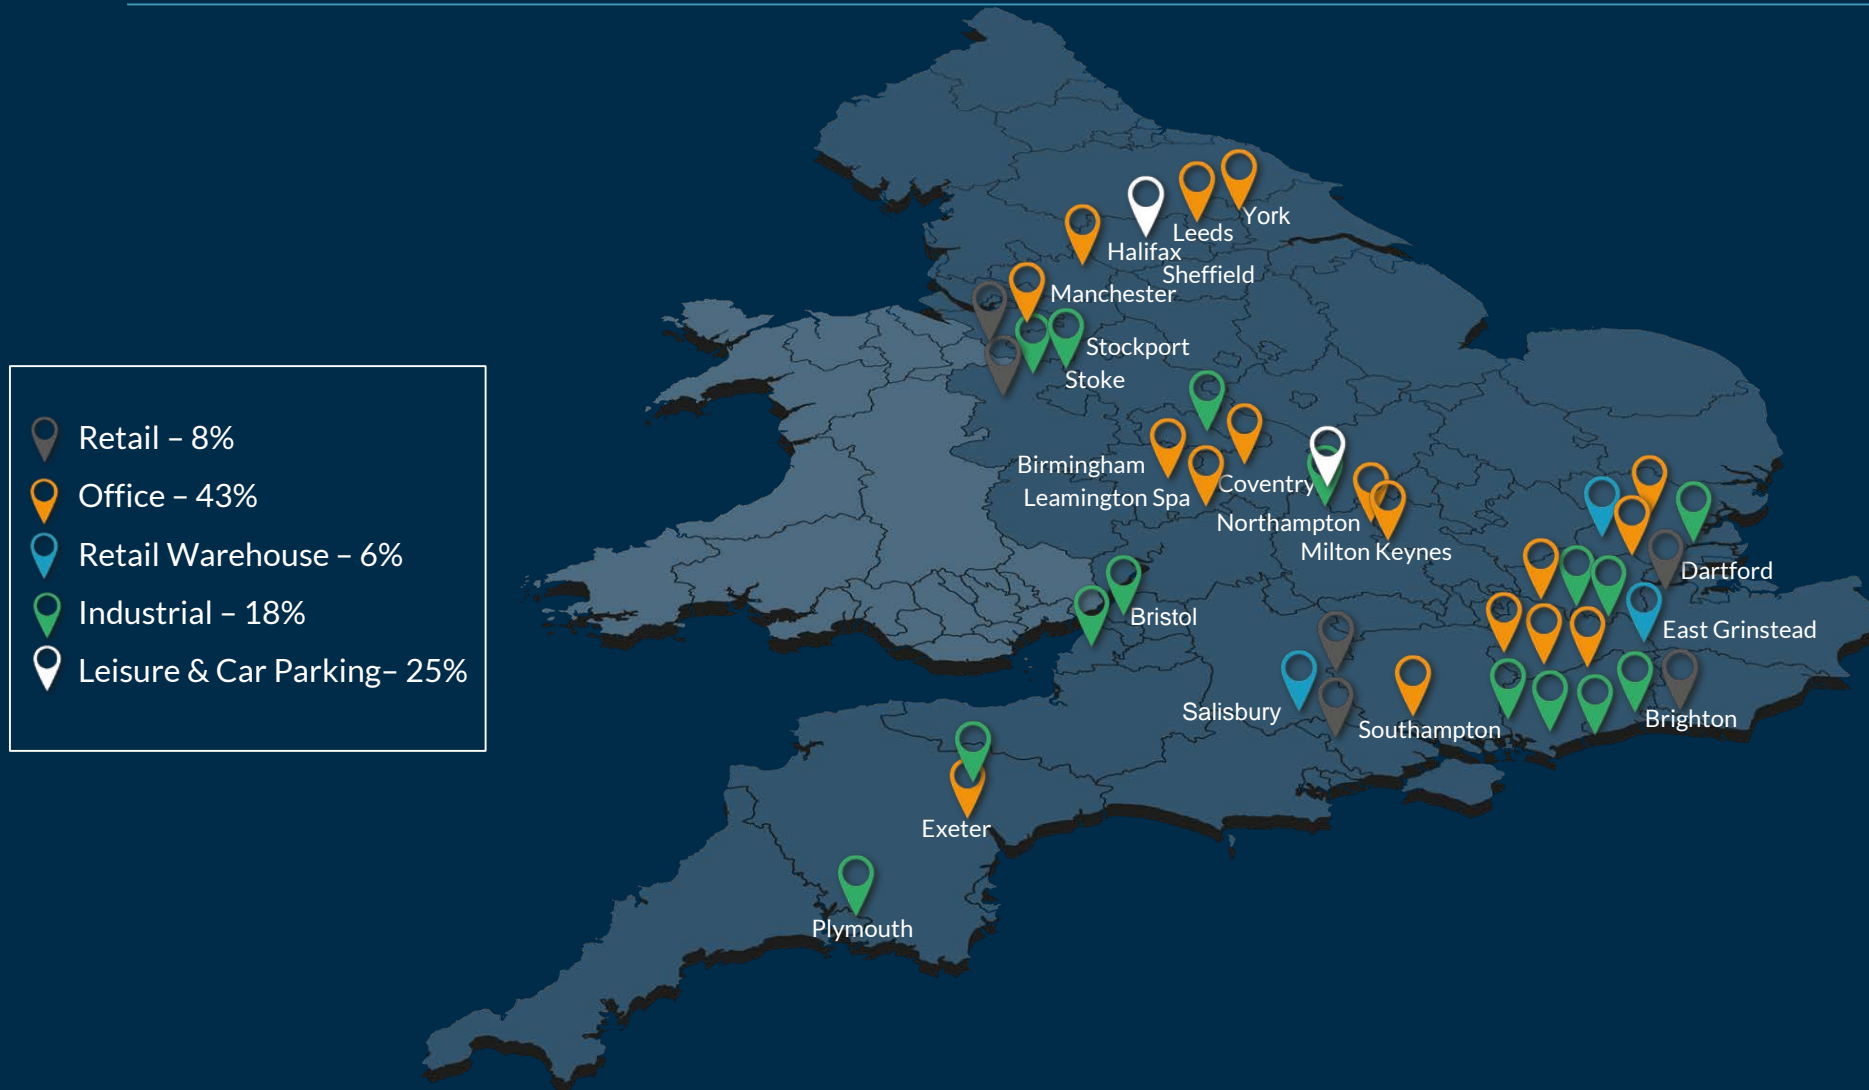 Retail – 8%
Office – 43%
Retail Warehouse – 6%
Industrial – 18%
Leisure & Car Parking– 25%
York
Leeds
Halifax
Sheffield
Manchester
Stockport
Stoke
Birmingham
Coventry
Leamington Spa
Northampton
Milton Keynes
Dartford
Bristol
East Grinstead
Salisbury
Southampton
Brighton
Exeter
Plymouth